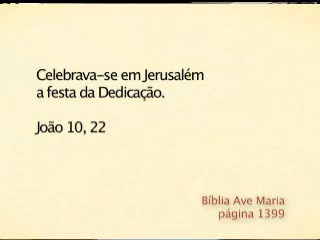 Celebrava-se em Jerusalém
a festa da Dedicação.
João 10, 22
Bíblia Ave Maria
página 1399